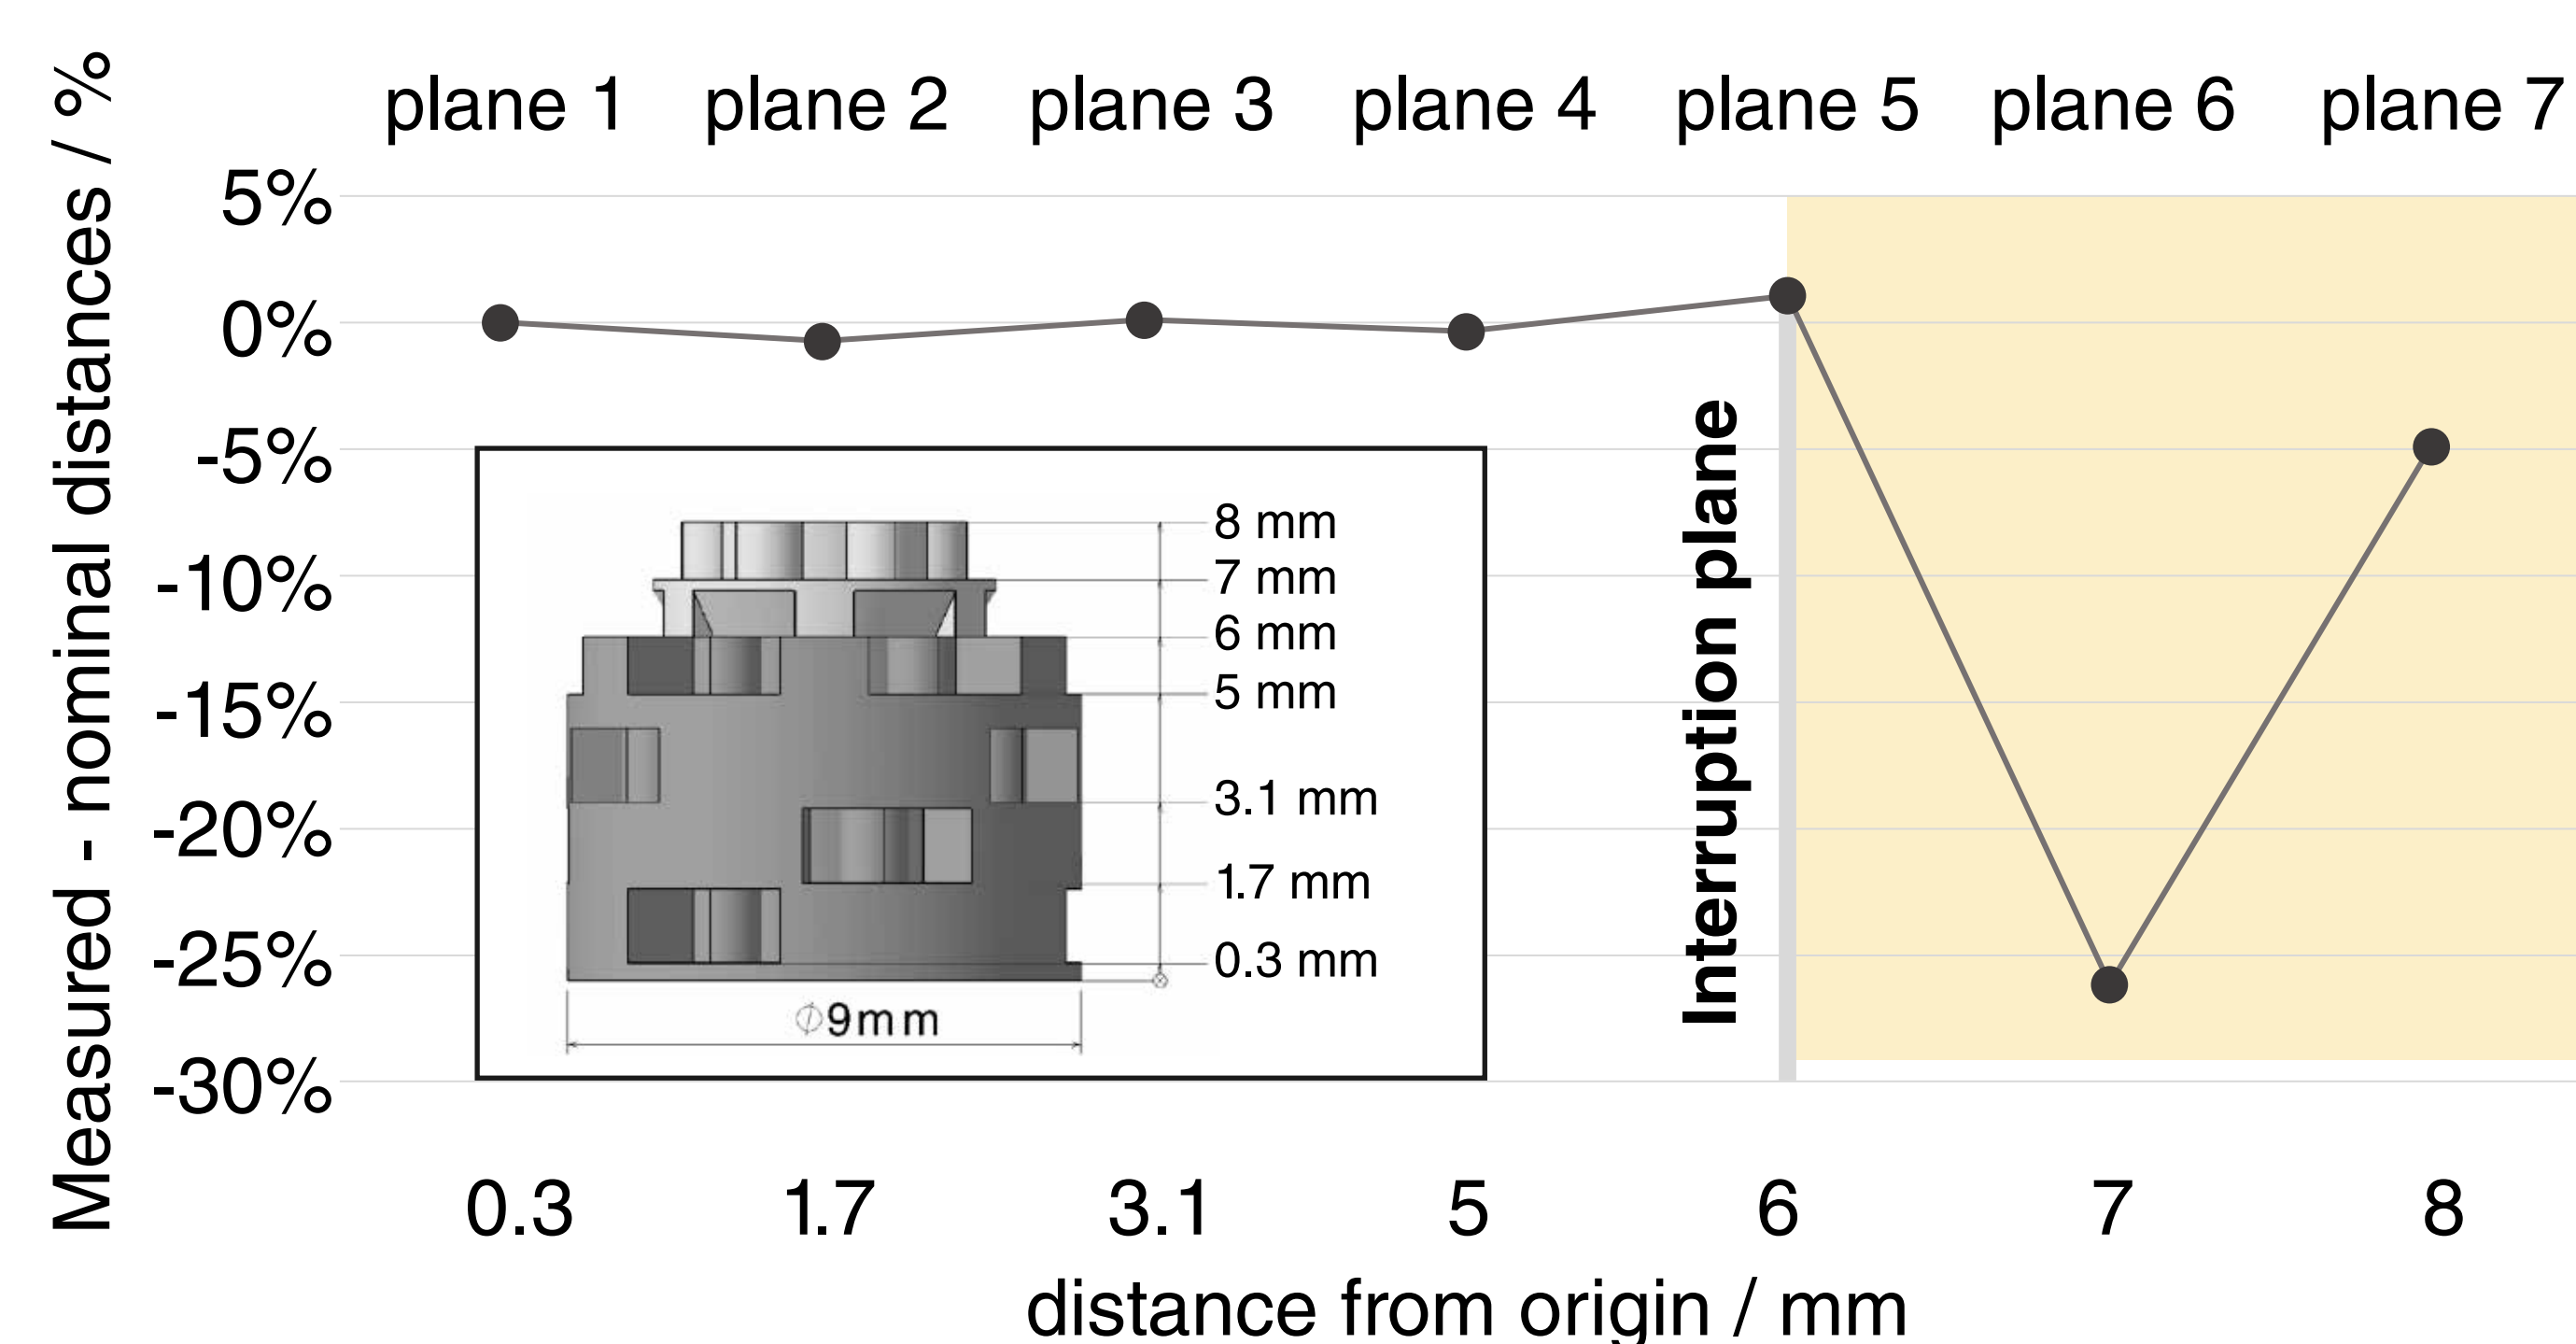 Measured - nominal distances / %
plane 1 plane 2 plane 3 plane 4 plane 5 plane 6 plane 7
5%
0%
-5%
-10%
-15%
-20%
-25%
-30%
8 mm
7 mm
6 mm
5 mm
3.1 mm
1.7 mm
0.3 mm
∅9mm
Interruption plane
0.3 1.7 3.1 5 6 7 8
distance from origin / mm